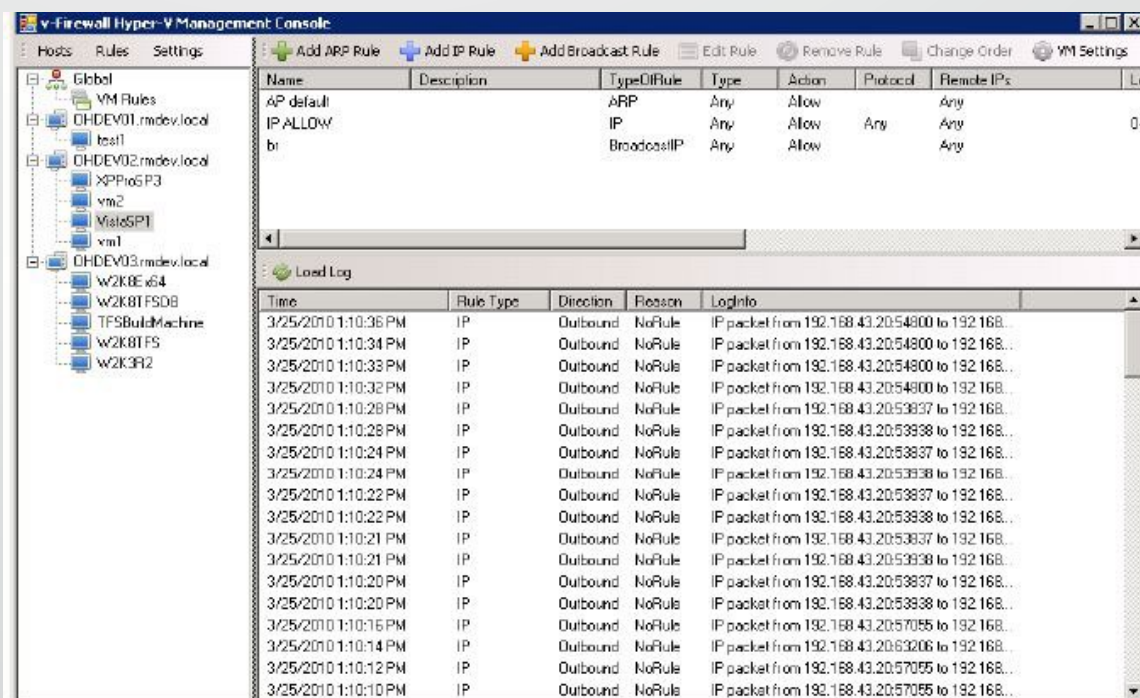 v-Firewall Hyper-V Management Console
Hosts Rules Settings
Add ARP Rule Add IP Rule Add Broadcast Rule Edit Rule Remove Rule Change Order VM Settings
Global
VM Rules
OHDEV01.rmdev.local
test1
OHDEV02.rmdev.local
XPProSP3
vm2
VistaSP1
vm1
OHDEV03.rmdev.local
W2K8Ex64
W2K8TFSDB
TFSBuildMachine
W2K8TFS
W2K3R2
Name Description TypeOfRule Type Action Protocol Remote IPs
AP default ARP Any Allow Any
IP ALLOW IP Any Allow Any Any
br BroadcastIP Any Allow Any
Load Log
Time Rule Type Direction Reason LogInfo
3/25/2010 1:10:36 PM IP Outbound NoRule IP packet from 192.168.43.20:54800 to 192.168...
3/25/2010 1:10:34 PM IP Outbound NoRule IP packet from 192.168.43.20:54800 to 192.168...
3/25/2010 1:10:33 PM IP Outbound NoRule IP packet from 192.168.43.20:54800 to 192.168...
3/25/2010 1:10:32 PM IP Outbound NoRule IP packet from 192.168.43.20:54800 to 192.168...
3/25/2010 1:10:28 PM IP Outbound NoRule IP packet from 192.168.43.20:53837 to 192.168...
3/25/2010 1:10:28 PM IP Outbound NoRule IP packet from 192.168.43.20:53938 to 192.168...
3/25/2010 1:10:24 PM IP Outbound NoRule IP packet from 192.168.43.20:53837 to 192.168...
3/25/2010 1:10:24 PM IP Outbound NoRule IP packet from 192.168.43.20:53938 to 192.168...
3/25/2010 1:10:22 PM IP Outbound NoRule IP packet from 192.168.43.20:53837 to 192.168...
3/25/2010 1:10:22 PM IP Outbound NoRule IP packet from 192.168.43.20:53938 to 192.168...
3/25/2010 1:10:21 PM IP Outbound NoRule IP packet from 192.168.43.20:53837 to 192.168...
3/25/2010 1:10:21 PM IP Outbound NoRule IP packet from 192.168.43.20:53938 to 192.168...
3/25/2010 1:10:20 PM IP Outbound NoRule IP packet from 192.168.43.20:53837 to 192.168...
3/25/2010 1:10:20 PM IP Outbound NoRule IP packet from 192.168.43.20:53938 to 192.168...
3/25/2010 1:10:16 PM IP Outbound NoRule IP packet from 192.168.43.20:57055 to 192.168...
3/25/2010 1:10:14 PM IP Outbound NoRule IP packet from 192.168.43.20:63206 to 192.168...
3/25/2010 1:10:12 PM IP Outbound NoRule IP packet from 192.168.43.20:57055 to 192.168...
3/25/2010 1:10:10 PM IP Outbound NoRule IP packet from 192.168.43.20:57055 to 192.168...